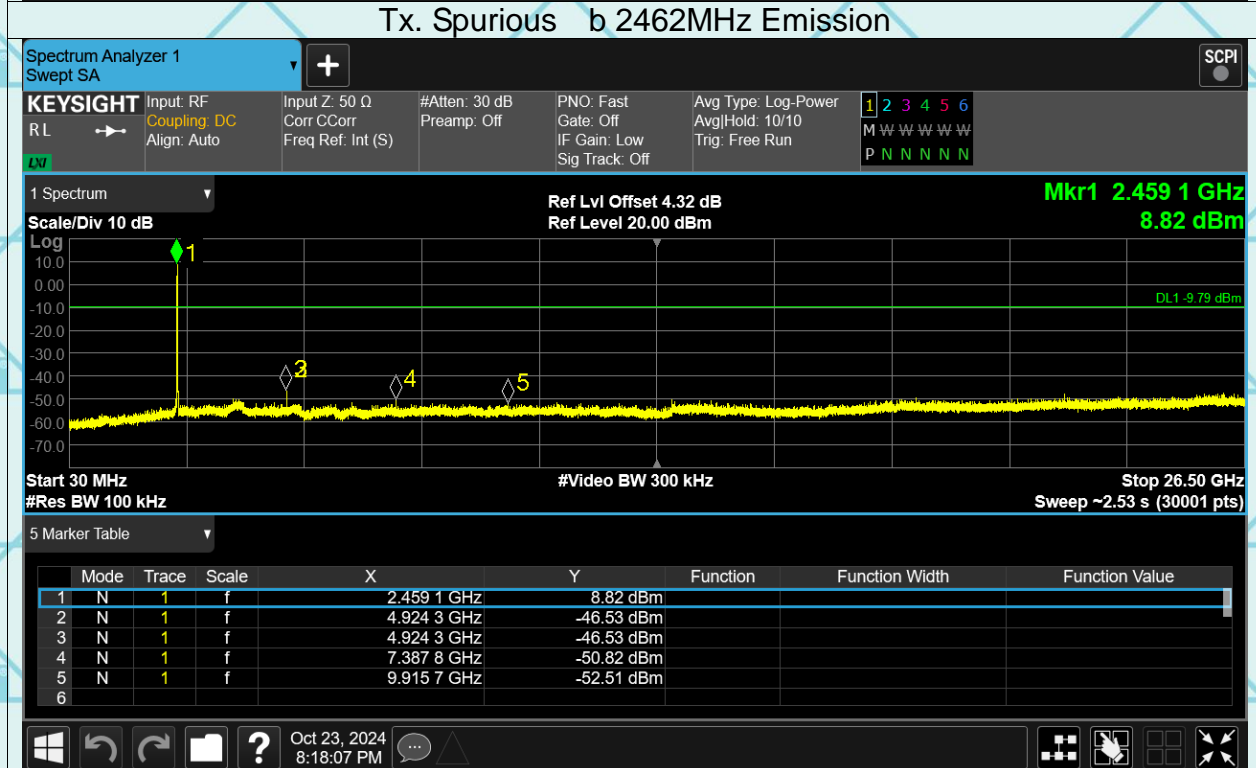 Tx. Spurious b 2462MHz Emission
Spectrum Analyzer 1
Swept SA
+
SCPI
KEYSIGHT
RL
LXI
Input: RF
Coupling: DC
Align: Auto
Input Z: 50 Ω
Corr CCorr
Freq Ref: Int (S)
#Atten: 30 dB
Preamp: Off
PNO: Fast
Gate: Off
IF Gain: Low
Sig Track: Off
Avg Type: Log-Power
Avg|Hold: 10/10
Trig: Free Run
1 2 3 4 5 6
M W W W W W
P N N N N N
1 Spectrum
Scale/Div 10 dB
Ref Lvl Offset 4.32 dB
Ref Level 20.00 dBm
Mkr1 2.459 1 GHz
8.82 dBm
Log
10.0
0.00
-10.0
-20.0
-30.0
-40.0
-50.0
-60.0
-70.0
1
3
4
5
DL1 -9.79 dBm
Start 30 MHz
#Res BW 100 kHz
#Video BW 300 kHz
Stop 26.50 GHz
Sweep ~2.53 s (30001 pts)
5 Marker Table
Mode Trace Scale X Y Function Function Width Function Value
1 N 1 f 2.459 1 GHz 8.82 dBm
2 N 1 f 4.924 3 GHz -46.53 dBm
3 N 1 f 4.924 3 GHz -46.53 dBm
4 N 1 f 7.387 8 GHz -50.82 dBm
5 N 1 f 9.915 7 GHz -52.51 dBm
6
?
Oct 23, 2024
8:18:07 PM